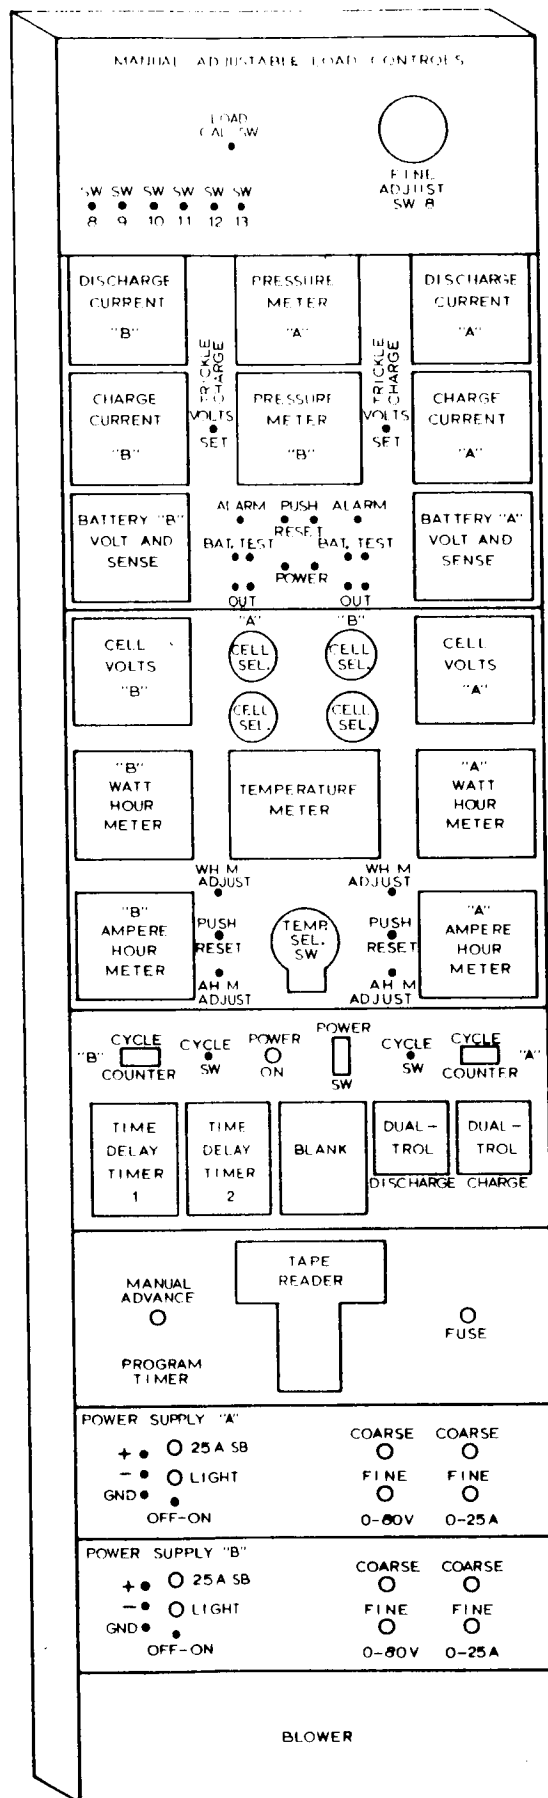 MANUAL ADJUSTABLE LOAD CONTROLS
LOAD
CAL SW
FINE
ADJUST
SW 8
SW SW SW SW SW SW
8 9 10 11 12 13
DISCHARGE
CURRENT
"B"
PRESSURE
METER
"A"
DISCHARGE
CURRENT
"A"
TRICKLE
CHARGE
VOLTS
SET
TRICKLE
CHARGE
VOLTS
SET
CHARGE
CURRENT
"B"
PRESSURE
METER
"B"
CHARGE
CURRENT
"A"
BATTERY "B"
VOLT AND
SENSE
ALARM PUSH ALARM
RESET
BAT. TEST BAT. TEST
POWER
OUT OUT
BATTERY "A"
VOLT AND
SENSE
"A" "B"
CELL
VOLTS
"B"
CELL
SEL.
CELL
SEL.
CELL
SEL.
CELL
SEL.
CELL
VOLTS
"A"
"B"
WATT
HOUR
METER
TEMPERATURE
METER
"A"
WATT
HOUR
METER
WH M
ADJUST
WH M
ADJUST
"B"
AMPERE
HOUR
METER
PUSH
RESET
TEMP.
SEL.
SW
PUSH
RESET
"A"
AMPERE
HOUR
METER
AH M
ADJUST
AH M
ADJUST
"B"
CYCLE
COUNTER
CYCLE
SW
POWER
ON
POWER
SW
CYCLE
SW
CYCLE
COUNTER
"A"
TIME
DELAY
TIMER
1
TIME
DELAY
TIMER
2
BLANK
DUAL-
TROL
DISCHARGE
DUAL-
TROL
CHARGE
TAPE
READER
MANUAL
ADVANCE
FUSE
PROGRAM
TIMER
POWER SUPPLY "A"
+ 25 A SB
- LIGHT
GND
OFF-ON
COARSE COARSE
FINE FINE
0-80V 0-25 A
POWER SUPPLY "B"
+ 25 A SB
- LIGHT
GND
OFF-ON
COARSE COARSE
FINE FINE
0-80V 0-25 A
BLOWER